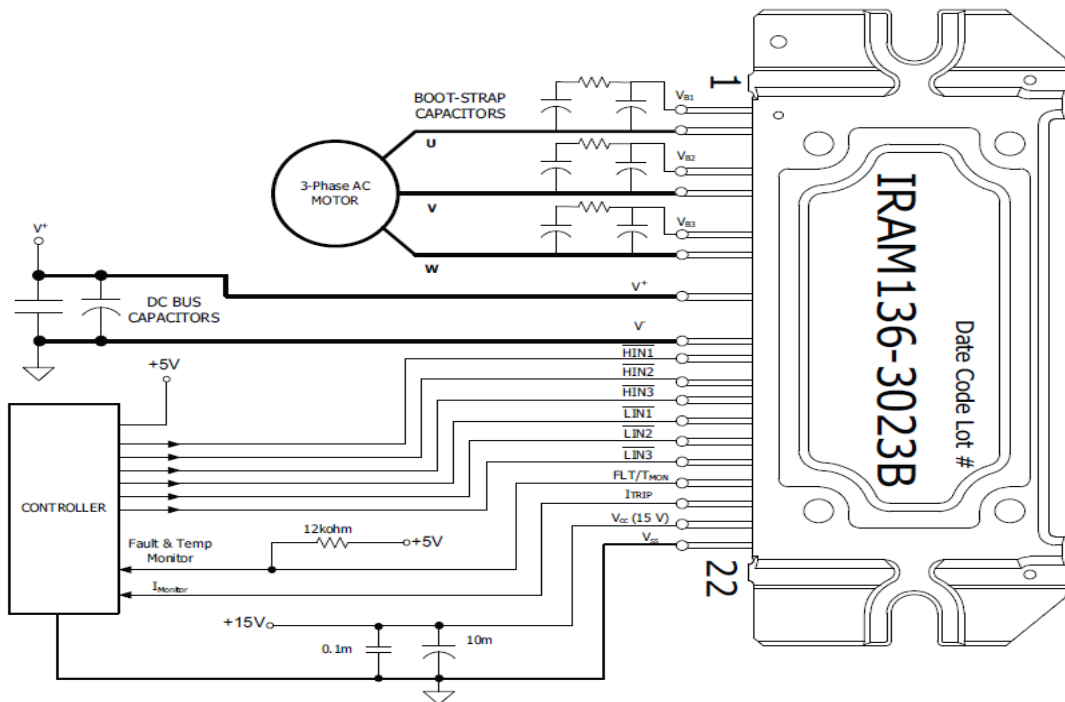 1
BOOT-STRAP
CAPACITORS
VB1
U
VB2
3-Phase AC
MOTOR
V
VB3
W
V+
V+
DC BUS
CAPACITORS
V-
+5V
HIN1
HIN2
HIN3
LIN1
LIN2
LIN3
FLT/TMON
ITRIP
CONTROLLER
12kohm
VCC (15 V)
+5V
VSS
Fault & Temp
Monitor
IMonitor
22
+15V
0.1m
10m
IRAM136-3023B
Date Code Lot #